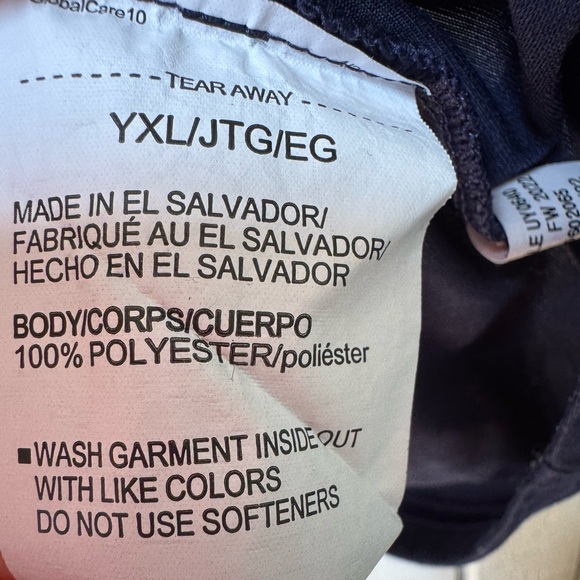 GlobalCare10
TEAR AWAY
YXL/JTG/EG
MADE IN EL SALVADOR/
FABRIQUÉ AU EL SALVADOR/
HECHO EN EL SALVADOR
BODY/CORPS/CUERPO
100% POLYESTER/poliéster
WASH GARMENT INSIDE OUT
WITH LIKE COLORS
DO NOT USE SOFTENERS